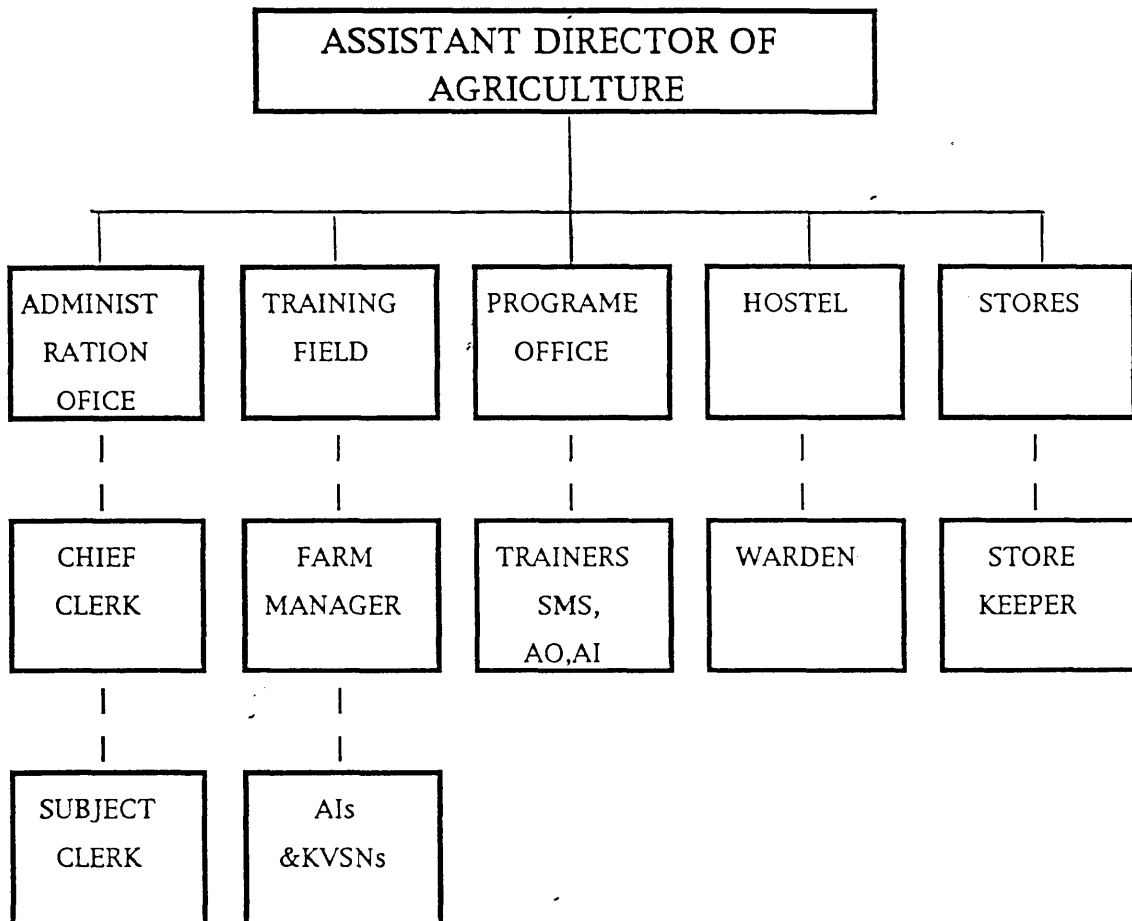 ASSISTANT DIRECTOR OF
AGRICULTURE
ADMINIST
RATION
OFICE
TRAINING
FIELD
PROGRAME
OFFICE
HOSTEL
STORES
CHIEF
CLERK
FARM
MANAGER
TRAINERS
SMS,
AO,AI
WARDEN
STORE
KEEPER
SUBJECT
CLERK
AIs
&KVSNs